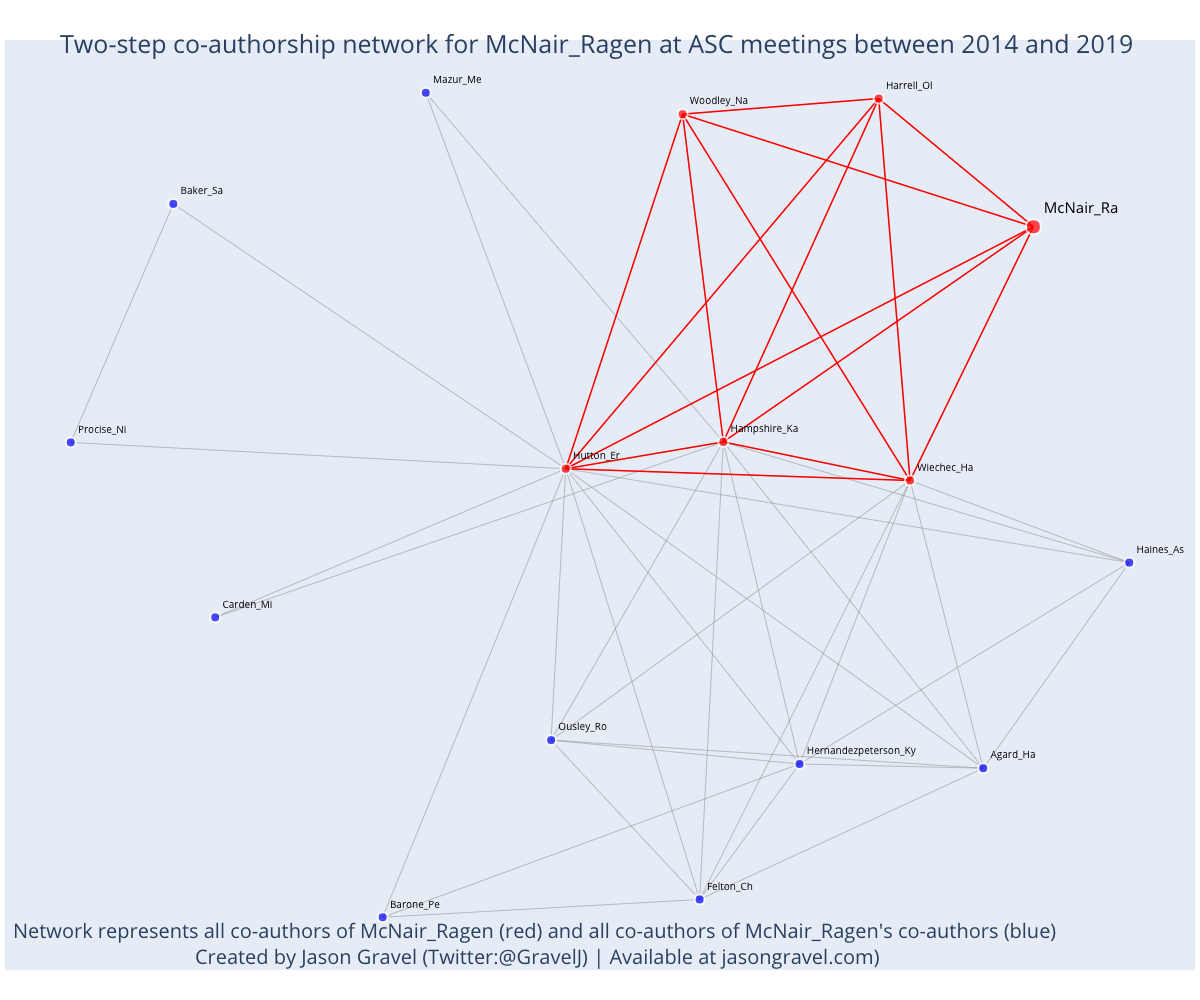 Two-step co-authorship network for McNair_Ragen at ASC meetings between 2014 and 2019
Mazur_Me
Harrell_Ol
Woodley_Na
Baker_Sa
McNair_Ra
Procise_Ni
Hampshire_Ka
Hutton_Er
Wiechec_Ha
Haines_As
Carden_Mi
Ousley_Ro
Hernandezpeterson_Ky
Agard_Ha
Felton_Ch
Barone_Pe
Network represents all co-authors of McNair_Ragen (red) and all co-authors of McNair_Ragen's co-authors (blue)
Created by Jason Gravel (Twitter:@GravelJ) | Available at jasongravel.com)